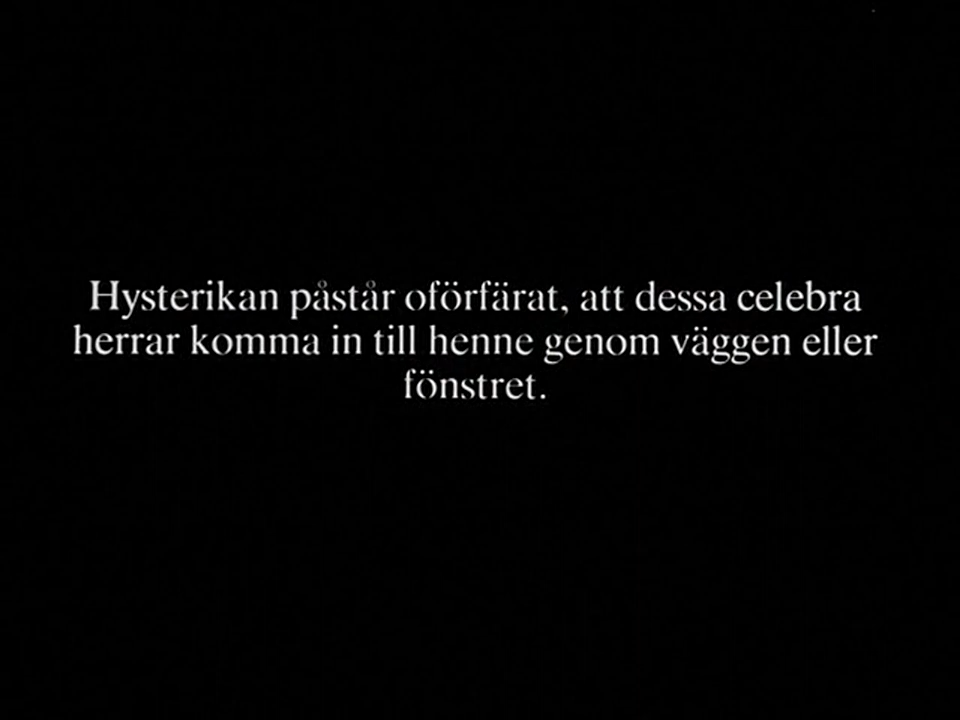 Hysterikan påstår oförfärat, att dessa celebra
herrar komma in till henne genom väggen eller
fönstret.